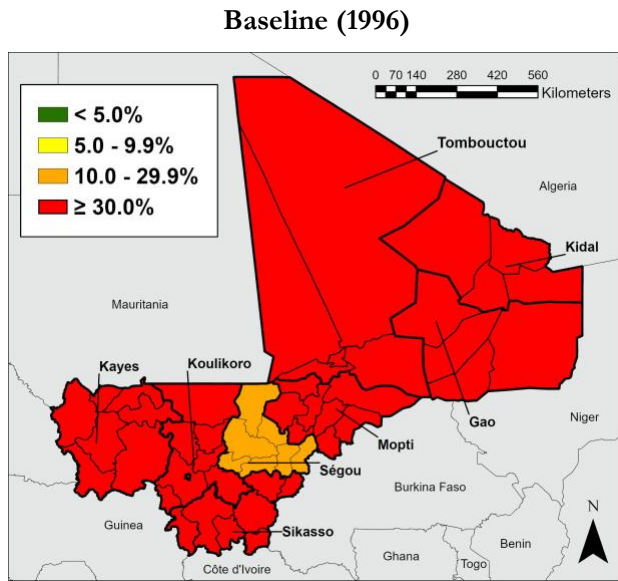 Baseline (1996)
0 70 140 280 420 560
Kilometers
< 5.0%
5.0 - 9.9%
10.0 - 29.9%
≥ 30.0%
Tombouctou
Algeria
Kidal
Mauritania
Kayes
Koulikoro
Gao
Niger
Mopti
Ségou
Burkina Faso
Guinea
Sikasso
N
Benin
Ghana
Togo
Côte d'Ivoire